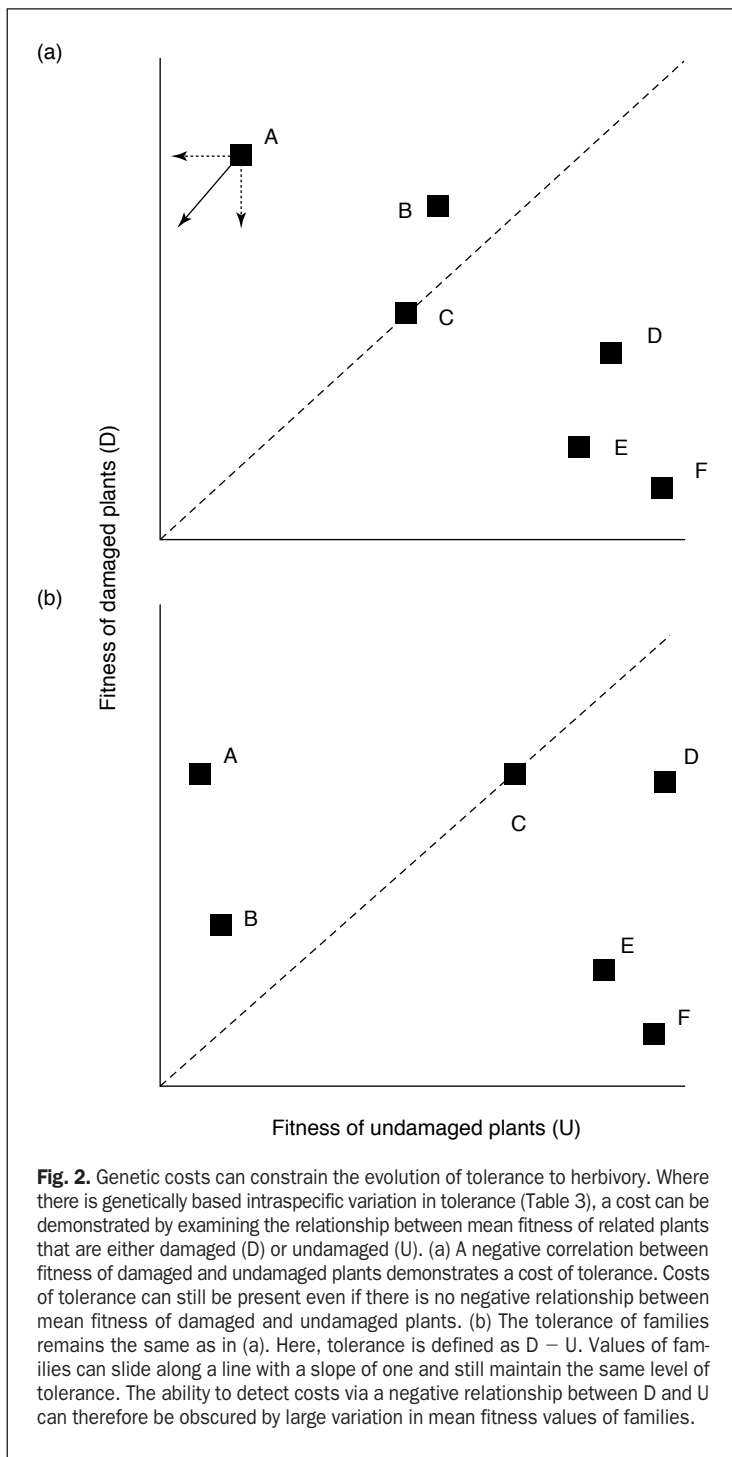 (a)
A
B
C
D
E
F
Fitness of damaged plants (D)
(b)
A
B
C
D
E
F
Fitness of undamaged plants (U)
Fig. 2. Genetic costs can constrain the evolution of tolerance to herbivory. Where
there is genetically based intraspecific variation in tolerance (Table 3), a cost can be
demonstrated by examining the relationship between mean fitness of related plants
that are either damaged (D) or undamaged (U). (a) A negative correlation between
fitness of damaged and undamaged plants demonstrates a cost of tolerance. Costs
of tolerance can still be present even if there is no negative relationship between
mean fitness of damaged and undamaged plants. (b) The tolerance of families
remains the same as in (a). Here, tolerance is defined as D − U. Values of fam-
ilies can slide along a line with a slope of one and still maintain the same level of
tolerance. The ability to detect costs via a negative relationship between D and U
can therefore be obscured by large variation in mean fitness values of families.